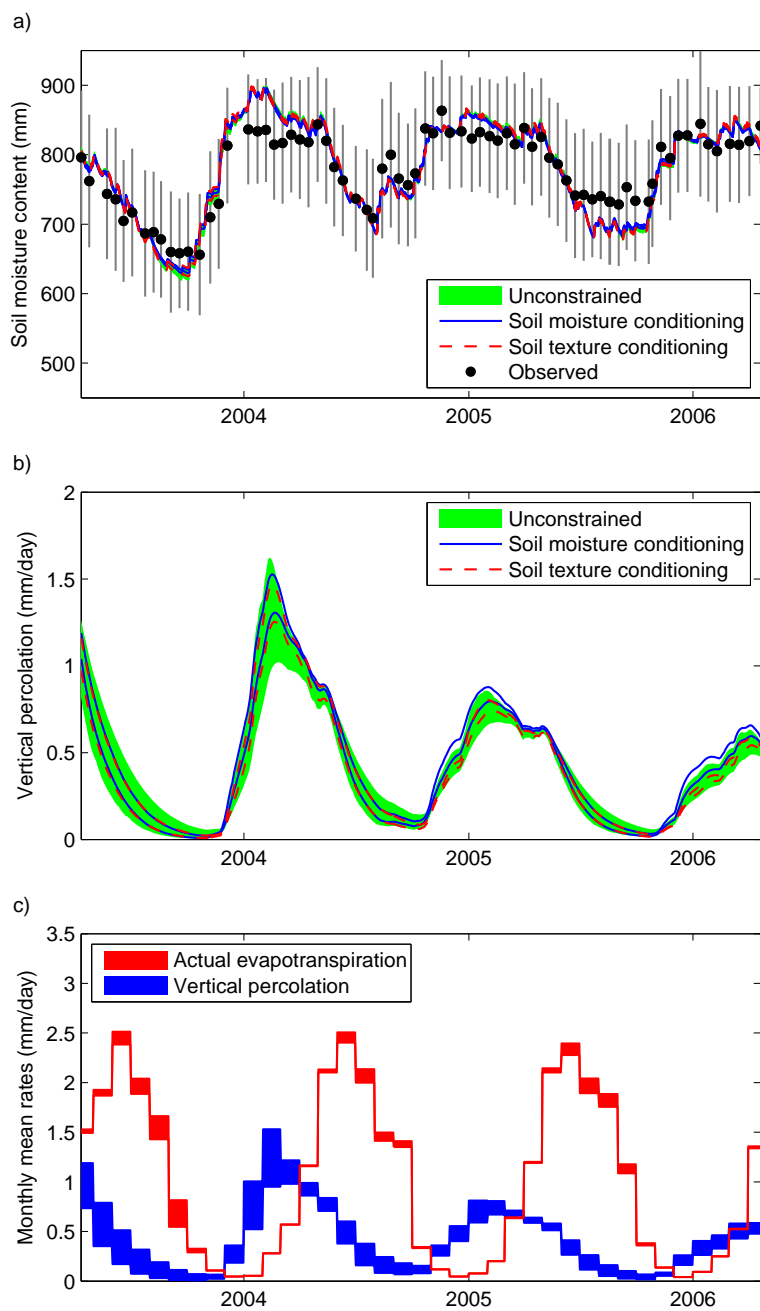 a)
900
800
700
600
500
Soil moisture content (mm)
Unconstrained
Soil moisture conditioning
Soil texture conditioning
Observed
2004
2005
2006
b)
2
1.5
1
0.5
0
Vertical percolation (mm/day)
Unconstrained
Soil moisture conditioning
Soil texture conditioning
2004
2005
2006
c)
3.5
3
2.5
2
1.5
1
0.5
0
Monthly mean rates (mm/day)
Actual evapotranspiration
Vertical percolation
2004
2005
2006